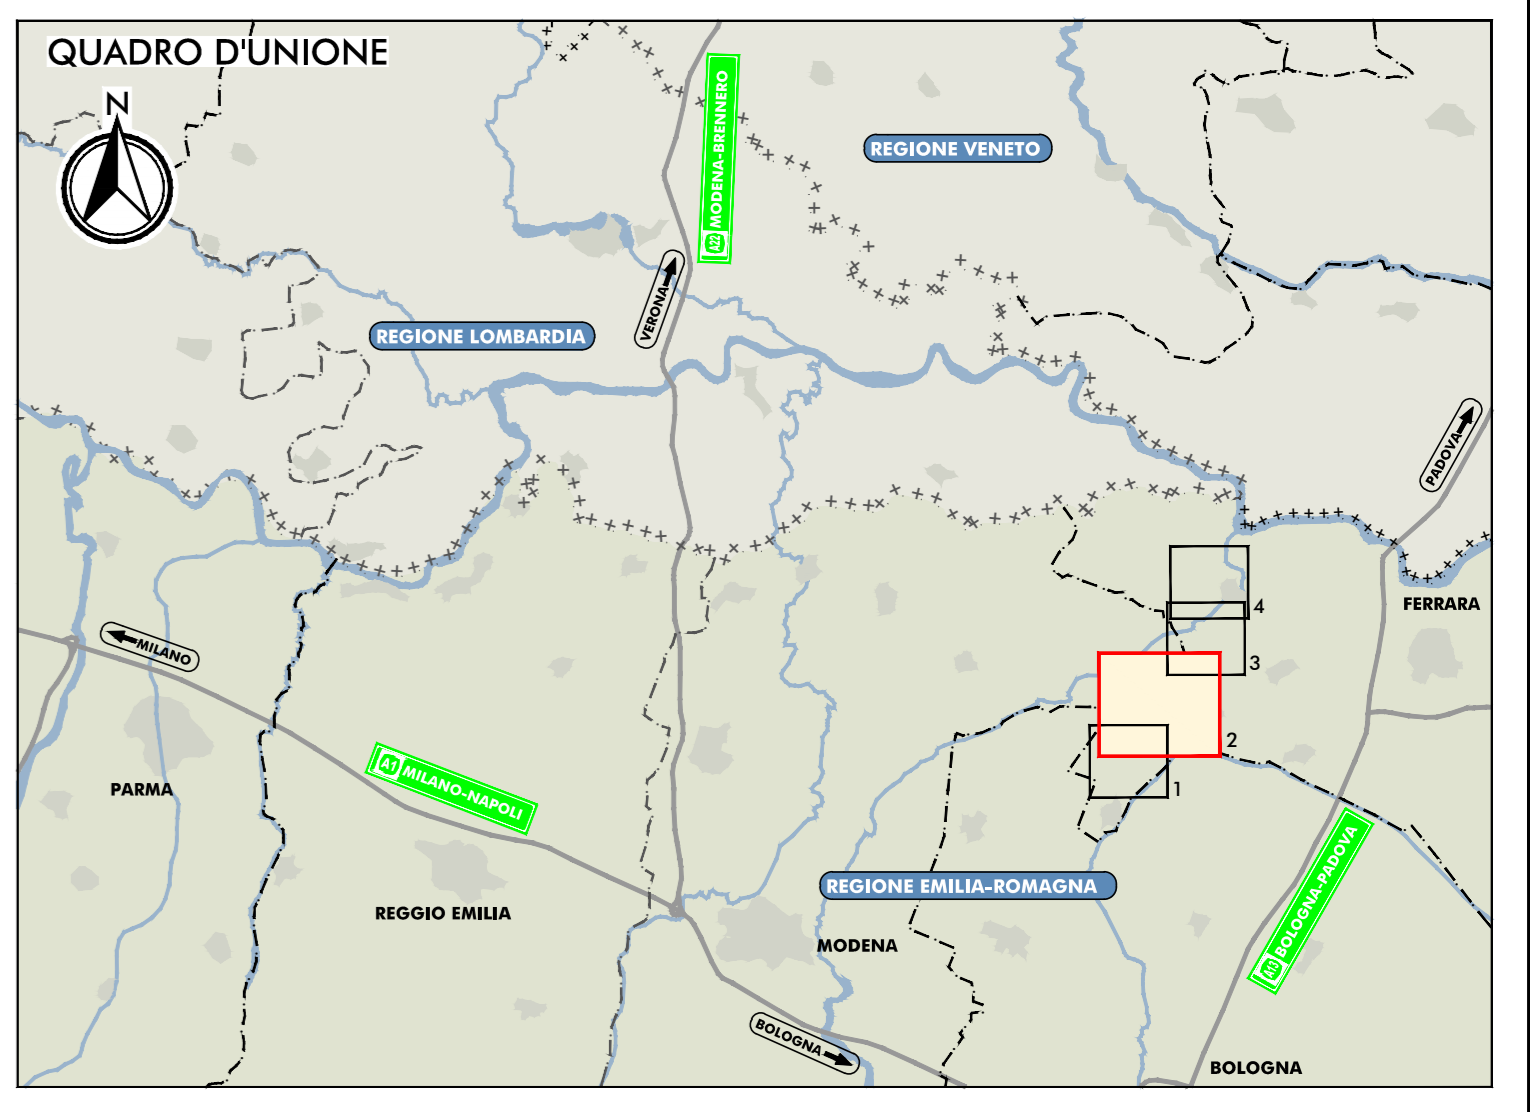 QUADRO D'UNIONE
N
A22 MODENA-BRENNERO
REGIONE VENETO
VERONA
REGIONE LOMBARDIA
PADOVA
FERRARA
4
3
2
1
MILANO
PARMA
A1 MILANO-NAPOLI
REGIONE EMILIA-ROMAGNA
A13 BOLOGNA-PADOVA
REGGIO EMILIA
MODENA
BOLOGNA
BOLOGNA